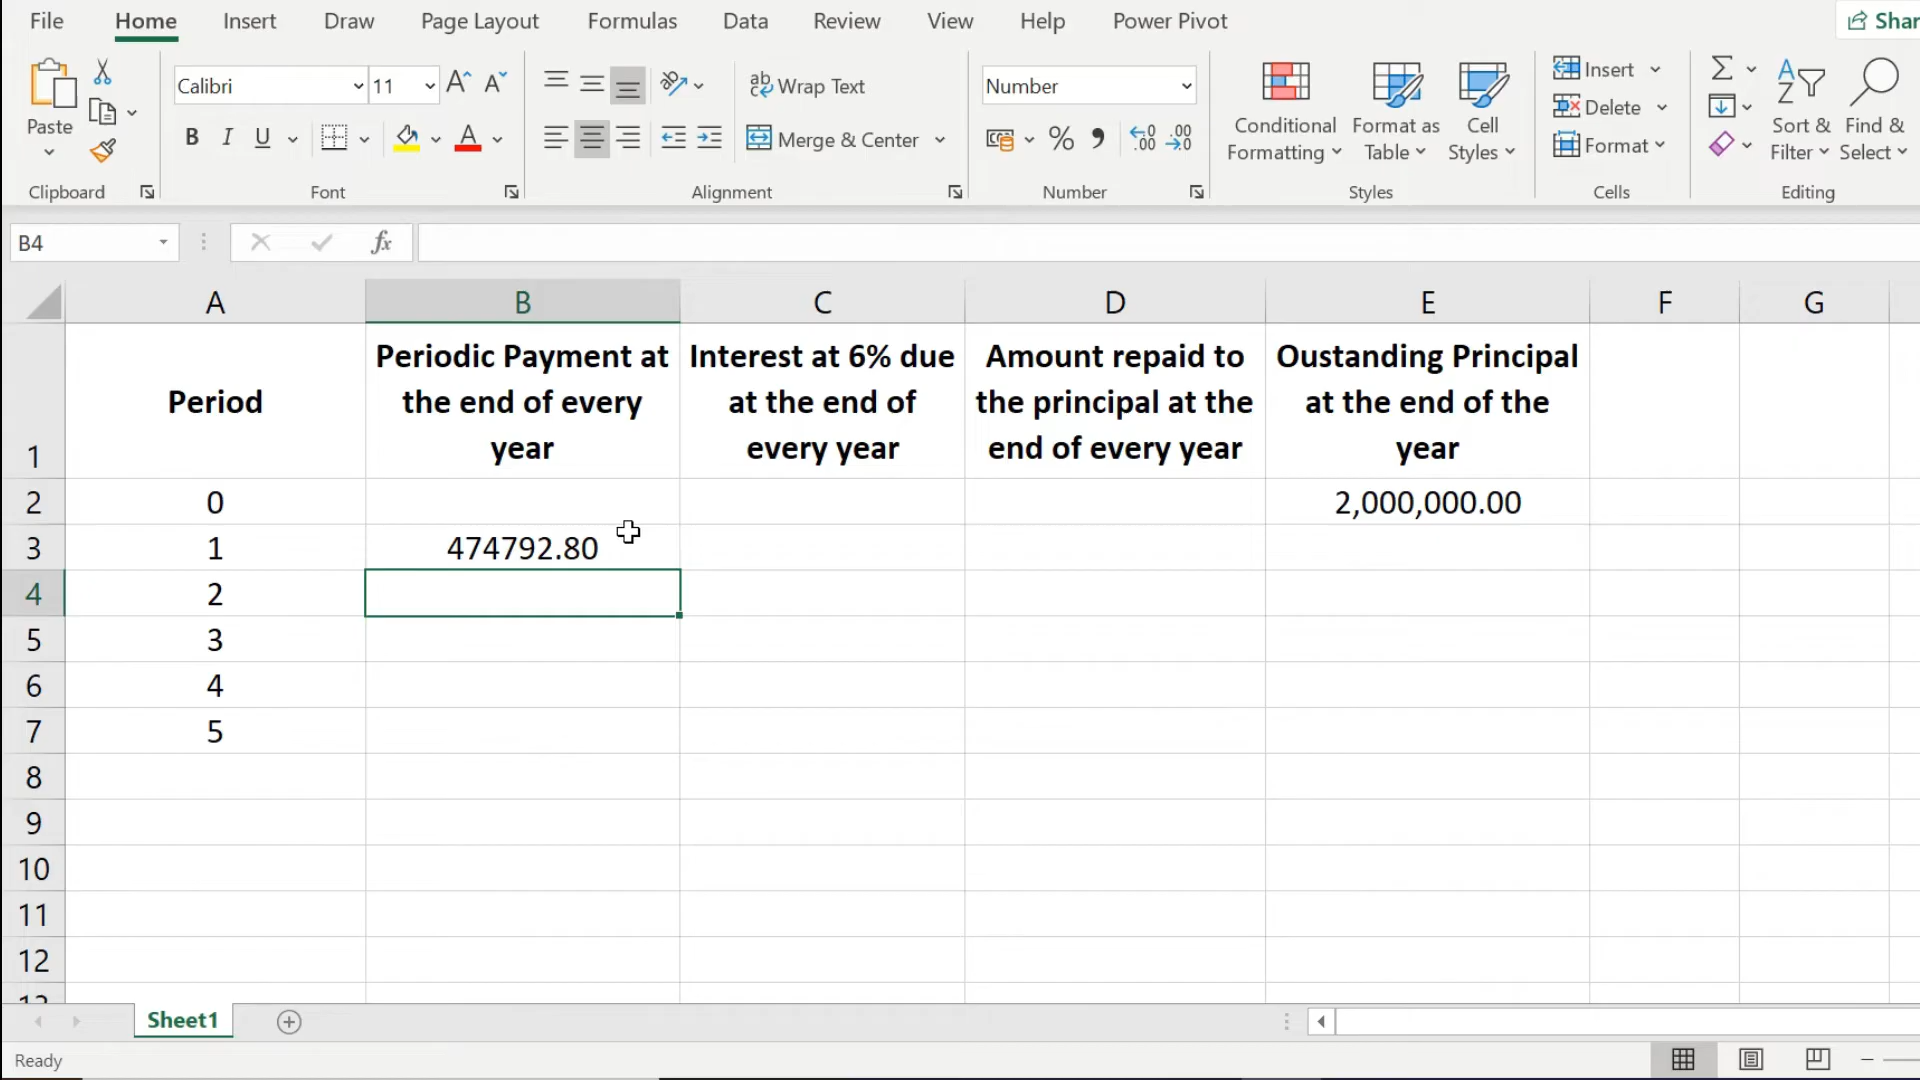 File Home Insert Draw Page Layout Formulas Data Review View Help Power Pivot Shar
Calibri 11 A A
ab Wrap Text
Number
Insert
Paste
B I U A
Merge & Center
% , .00 .00
Conditional Formatting
Format as Table
Cell Styles
Delete
Format
Σ
A Z
Sort & Filter
Find & Select
Clipboard Font Alignment Number Styles Cells Editing
B4 fx
A B C D E F G
1 Period
Periodic Payment at
the end of every
year
Interest at 6% due
at the end of
every year
Amount repaid to
the principal at the
end of every year
Oustanding Principal
at the end of the
year
2 0 2,000,000.00
3 1 474792.80
4 2
5 3
6 4
7 5
8
9
10
11
12
Sheet1
Ready